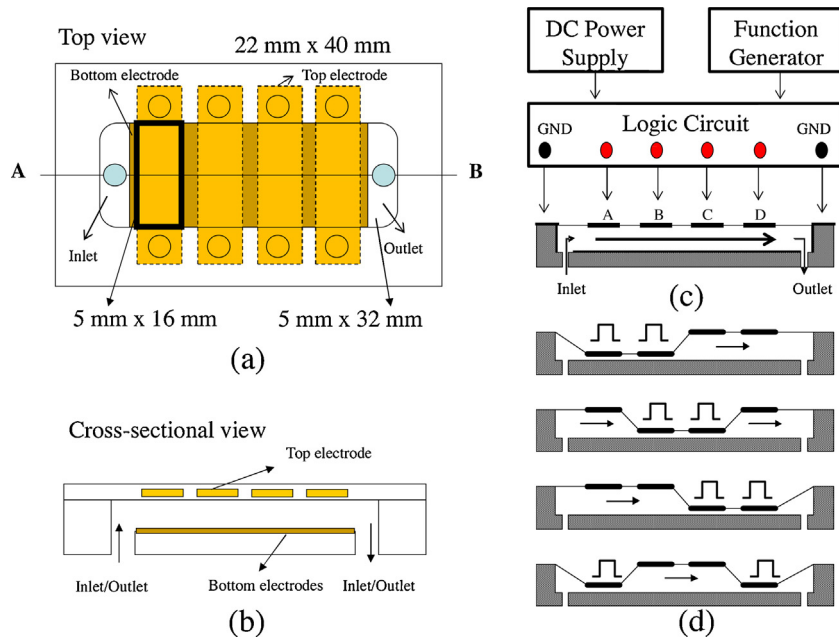 Top view
22 mm x 40 mm
Bottom electrode
Top electrode
A
B
Inlet
Outlet
5 mm x 16 mm
5 mm x 32 mm
(a)
Cross-sectional view
Top electrode
Inlet/Outlet
Bottom electrodes
Inlet/Outlet
(b)
DC Power
Supply
Function
Generator
GND
Logic Circuit
GND
A
B
C
D
Inlet
Outlet
(c)
(d)